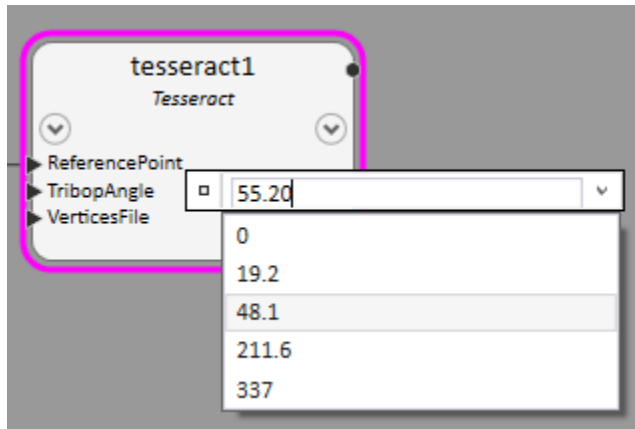 tesseract1
Tesseract
ReferencePoint
TribopAngle
55.20
VerticesFile
0
19.2
48.1
211.6
337